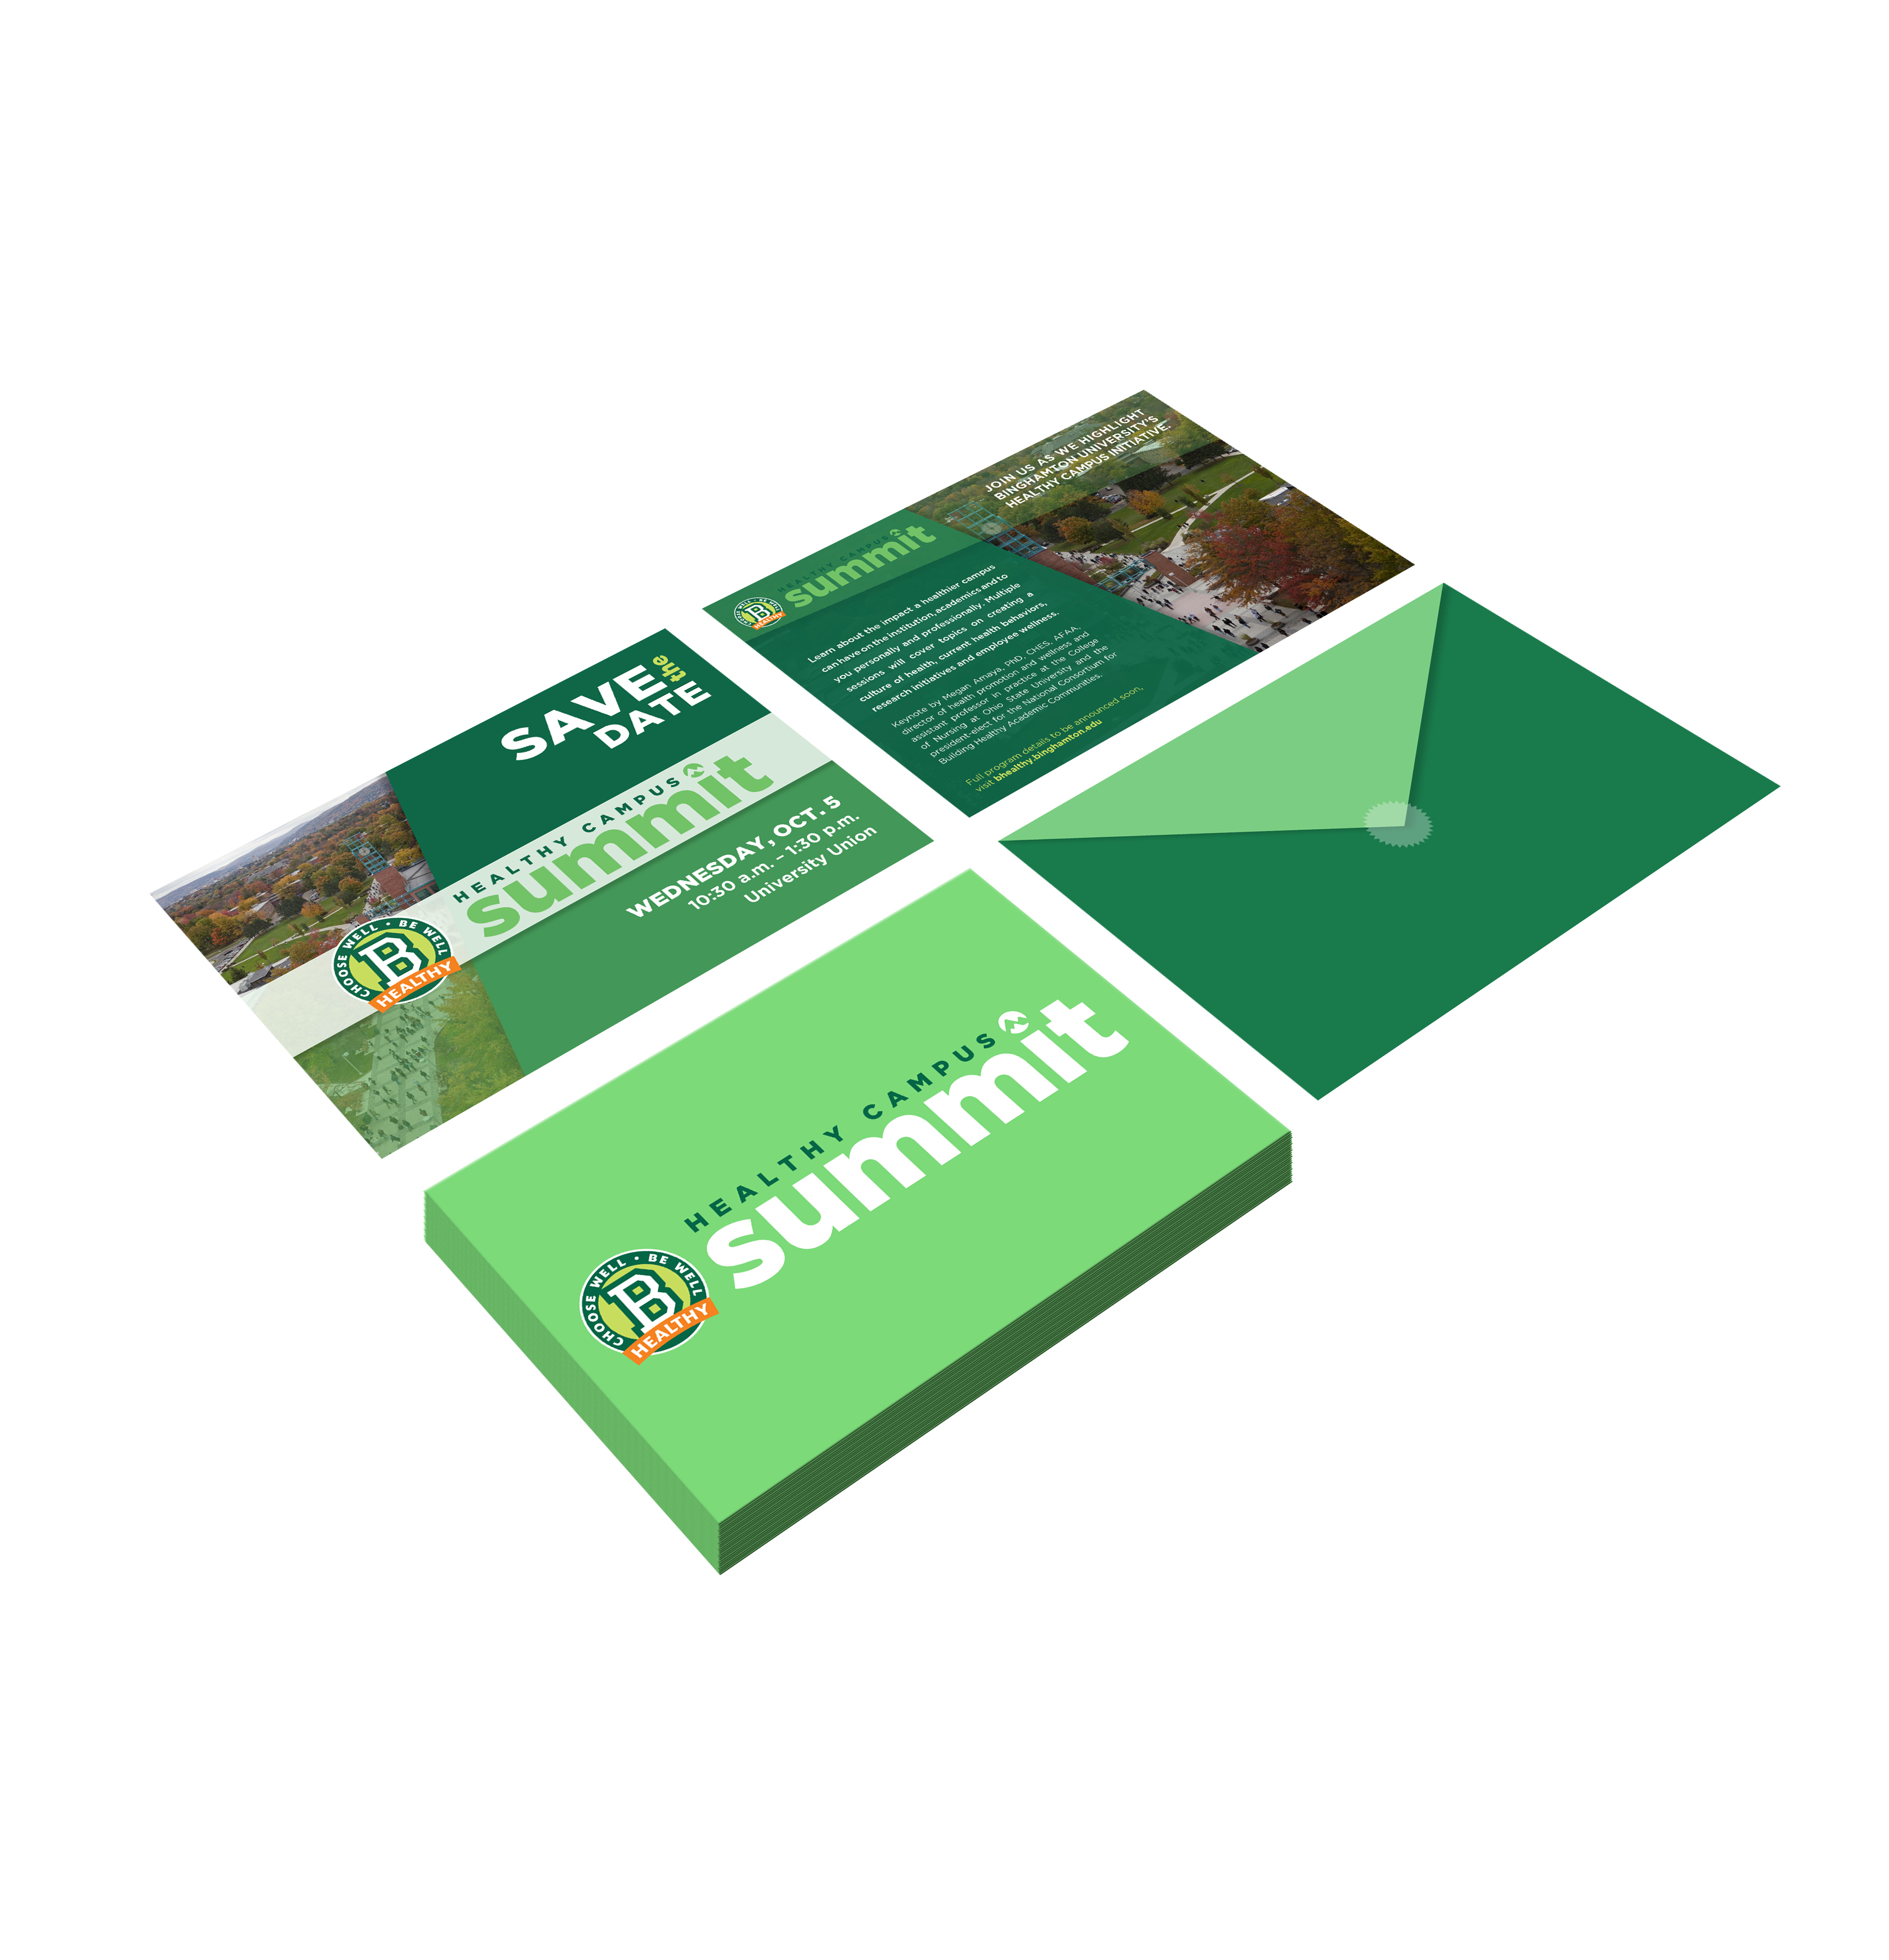 SAVE the
DATE
HEALTHY CAMPUS
summit
CHOOSE WELL • BE WELL
B
HEALTHY
WEDNESDAY, OCT. 5
10:30 a.m. – 1:30 p.m.
University Union
JOIN US AS WE HIGHLIGHT
BINGHAMTON UNIVERSITY'S
HEALTHY CAMPUS INITIATIVE.
HEALTHY CAMPUS
summit
CHOOSE WELL • BE WELL
B
HEALTHY
Learn about the impact a healthier campus
can have on the institution, academics and to
you personally and professionally. Multiple
sessions will cover topics on creating a
culture of health, current health behaviors,
research initiatives and employee wellness.
Keynote by Megan Amaya, PhD, CHES, AFAA,
director of health promotion and wellness and
assistant professor in practice at the College
of Nursing at Ohio State University and the
president-elect for the National Consortium for
Building Healthy Academic Communities.
Full program details to be announced soon,
visit bhealthy.binghamton.edu
HEALTHY CAMPUS
summit
CHOOSE WELL • BE WELL
B
HEALTHY